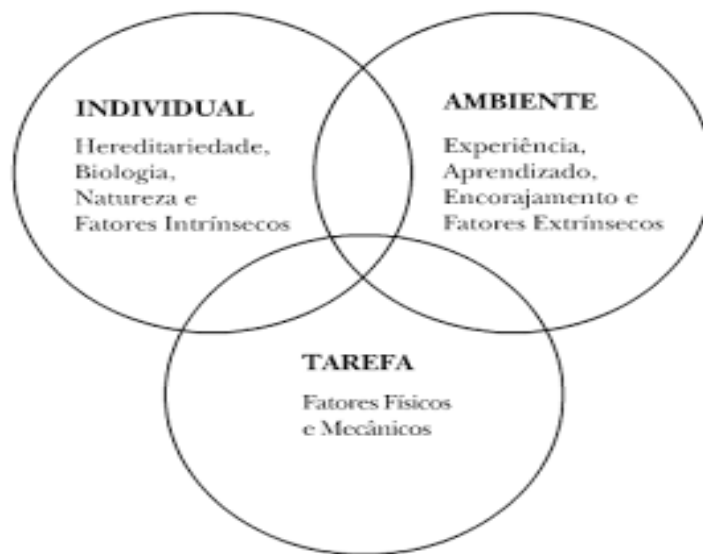 INDIVIDUAL
Hereditariedade,
Biologia,
Natureza e
Fatores Intrínsecos
AMBIENTE
Experiência,
Aprendizado,
Encorajamento e
Fatores Extrínsecos
TAREFA
Fatores Físicos
e Mecânicos